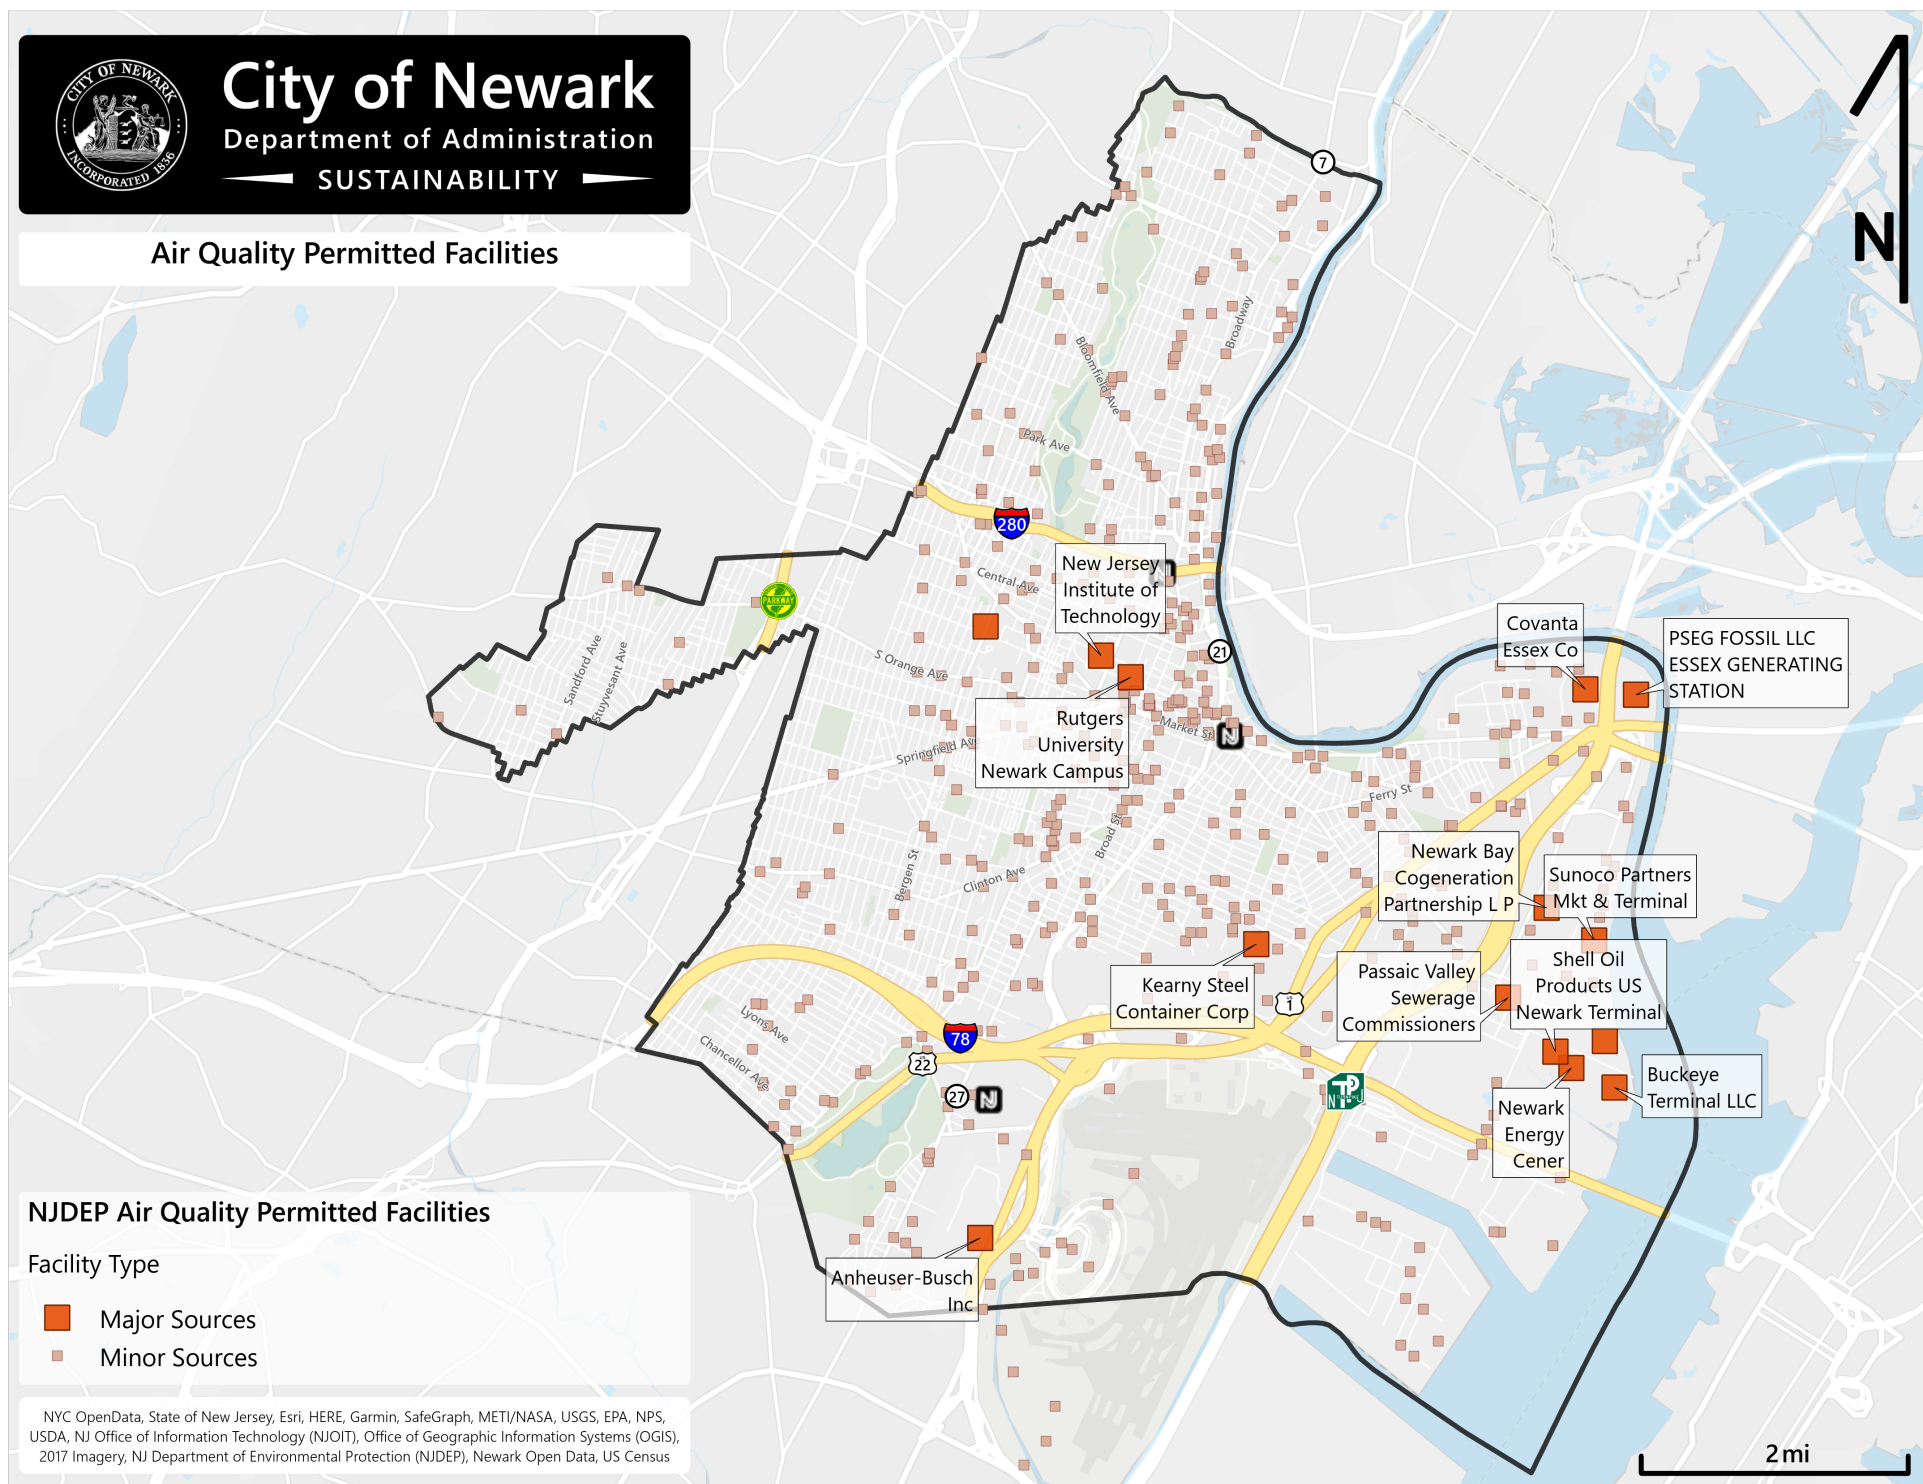 CITY OF NEWARK
INCORPORATED 1836
City of Newark
Department of Administration
SUSTAINABILITY
Air Quality Permitted Facilities
N
7
Broadway
Bloomfield Ave
Park Ave
280
Central Ave
New Jersey
Institute of
Technology
PARKWAY
Sandford Ave
Stuyvesant Ave
S Orange Ave
21
Covanta
Essex Co
PSEG FOSSIL LLC
ESSEX GENERATING
STATION
Rutgers
University
Newark Campus
Market St
Springfield Ave
Ferry St
Broad St
Bergen St
Clinton Ave
Newark Bay
Cogeneration
Partnership L P
Sunoco Partners
Mkt & Terminal
Kearny Steel
Container Corp
Passaic Valley
Sewerage
Commissioners
Shell Oil
Products US
Newark Terminal
1
Lyons Ave
Chancellor Ave
78
22
27
Buckeye
Terminal LLC
Newark
Energy
Cener
Anheuser-Busch
Inc
NJDEP Air Quality Permitted Facilities
Facility Type
Major Sources
Minor Sources
NYC OpenData, State of New Jersey, Esri, HERE, Garmin, SafeGraph, METI/NASA, USGS, EPA, NPS,
USDA, NJ Office of Information Technology (NJOIT), Office of Geographic Information Systems (OGIS),
2017 Imagery, NJ Department of Environmental Protection (NJDEP), Newark Open Data, US Census
2 mi